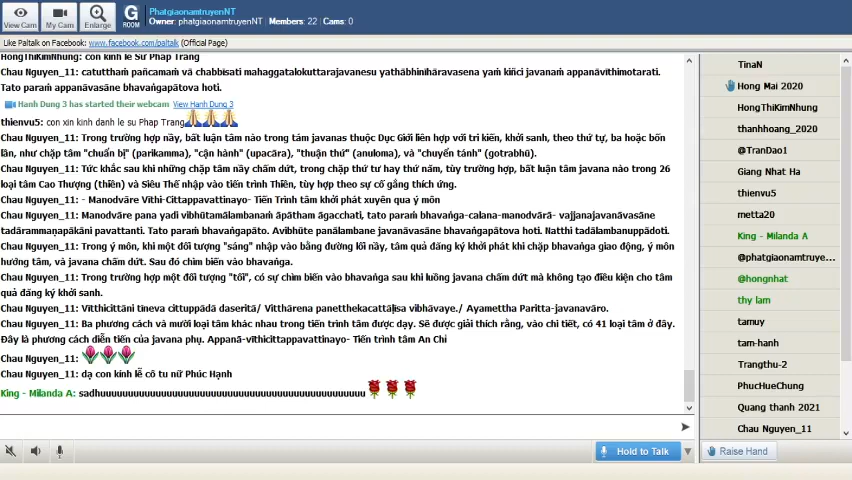 PhatgiaonamtruyenNT
Owner: phatgiaonamtruyenNT | Members: 22 | Cams: 0
View Cam
My Cam
Enlarge
G
ROOM
Like Paltalk on Facebook: www.facebook.com/paltalk (Official Page)
HongThiKimNhung: con kinh le Su Phap Trang
Chau Nguyen_11: catutthaṁ pañcamaṁ vā chabbīsati mahaggatalokuttarajavanesu yathābhinīhāravasena yaṁ kiñci javanaṁ appanāvīthimotarati.
Tato paraṁ appanāvasāne bhavaṅgapātova hoti.
Hanh Dung 3 has started their webcam View Hanh Dung 3
thienvu5: con xin kinh danh le su Phap Trang
Chau Nguyen_11: Trong trường hợp nầy, bất luận tâm nào trong tám javanas thuộc Dục Giới liên hợp với tri kiến, khởi sanh, theo thứ tự, ba hoặc bốn
lần, như chặp tâm "chuẩn bị" (parikamma), "cận hành" (upacāra), "thuận thứ" (anuloma), và "chuyển tánh" (gotrabhū).
Chau Nguyen_11: Tức khắc sau khi những chặp tâm nầy chấm dứt, trong chặp thứ tư hay thứ năm, tùy trường hợp, bất luận tâm javana nào trong 26
loại tâm Cao Thượng (thiền) và Siêu Thế nhập vào tiến trình Thiền, tùy hợp theo sự cố gắng thích ứng.
Chau Nguyen_11: - Manodvāre Vīthi-Cittappavattinayo- Tiến Trình tâm khởi phát xuyên qua ý môn
Chau Nguyen_11: Manodvāre pana yadi vibhūtamālambanaṁ āpātham āgacchati, tato paraṁ bhavaṅga-calana-manodvārā- vajjanajavanāvasāne
tadārammaṇapākāni pavattanti. Tato paraṁ bhavaṅgapāto. Avibhūte panālambane javanāvasāne bhavaṅgapātova hoti. Natthi tadālambanuppādoti.
Chau Nguyen_11: Trong ý môn, khi một đối tượng "sáng" nhập vào bằng đường lối nầy, tâm quả đăng ký khởi phát khi chặp bhavaṅga giao động, ý môn
hướng tâm, và javana chấm dứt. Sau đó chìm biến vào bhavaṅga.
Chau Nguyen_11: Trong trường hợp một đối tượng "tối", có sự chìm biến vào bhavaṅga sau khi luồng javana chấm dứt mà không tạo điều kiện cho tâm
quả đăng ký khởi sanh.
Chau Nguyen_11: Vīthicittāni tīneva cittuppādā daseritā/ Vitthārena panetthekacattālīsa vibhāvaye./ Ayamettha Paritta-javanavāro.
Chau Nguyen_11: Ba phương cách và mười loại tâm khác nhau trong tiến trình tâm được dạy. Sẽ được giải thích rằng, vào chi tiết, có 41 loại tâm ở đây.
Đây là phương cách diễn tiến của javana phụ. Appanā-vīthicittappavattinayo- Tiến trình tâm An Chi
Chau Nguyen_11:
Chau Nguyen_11: dạ con kính lễ cô tu nữ Phúc Hạnh
King - Milanda A: sadhuuuuuuuuuuuuuuuuuuuuuuuuuuuuuuuuuuuuuuuuuuuuuu
Hold to Talk
TinaN
Hong Mai 2020
HongThiKimNhung
thanhhoang_2020
@TranDao1
Giang Nhat Ha
thienvu5
metta20
King - Milanda A
@phatgiaonamtruye...
@hongnhat
thy lam
tamuy
tam-hanh
Trangthu-2
PhucHueChung
Quang thanh 2021
Chau Nguyen_11
Raise Hand